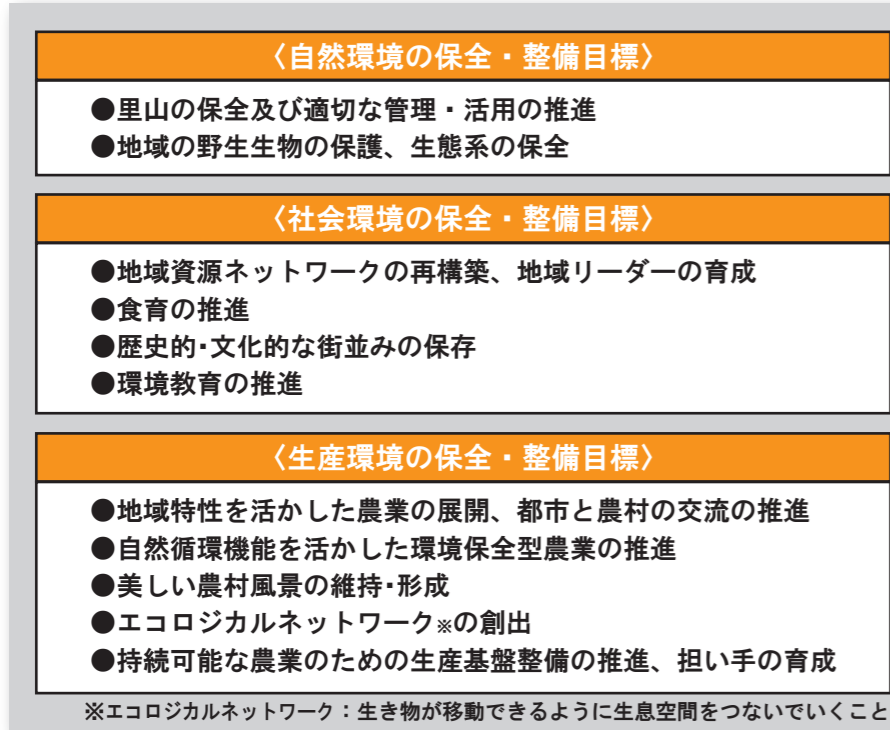 〈自然環境の保全・整備目標〉
●里山の保全及び適切な管理・活用の推進
●地域の野生生物の保護、生態系の保全
〈社会環境の保全・整備目標〉
●地域資源ネットワークの再構築、地域リーダーの育成
●食育の推進
●歴史的・文化的な街並みの保存
●環境教育の推進
〈生産環境の保全・整備目標〉
●地域特性を活かした農業の展開、都市と農村の交流の推進
●自然循環機能を活かした環境保全型農業の推進
●美しい農村風景の維持・形成
●エコロジカルネットワーク※の創出
●持続可能な農業のための生産基盤整備の推進、担い手の育成
※エコロジカルネットワーク：生き物が移動できるように生息空間をつないでいくこと